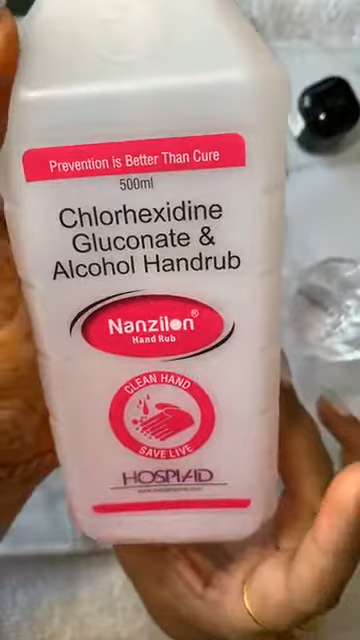 Prevention is Better Than Cure
500ml
Chlorhexidine
Gluconate &
Alcohol Handrub
Nanzilon®
Hand Rub
CLEAN HAND
SAVE LIVE
HOSPIAID